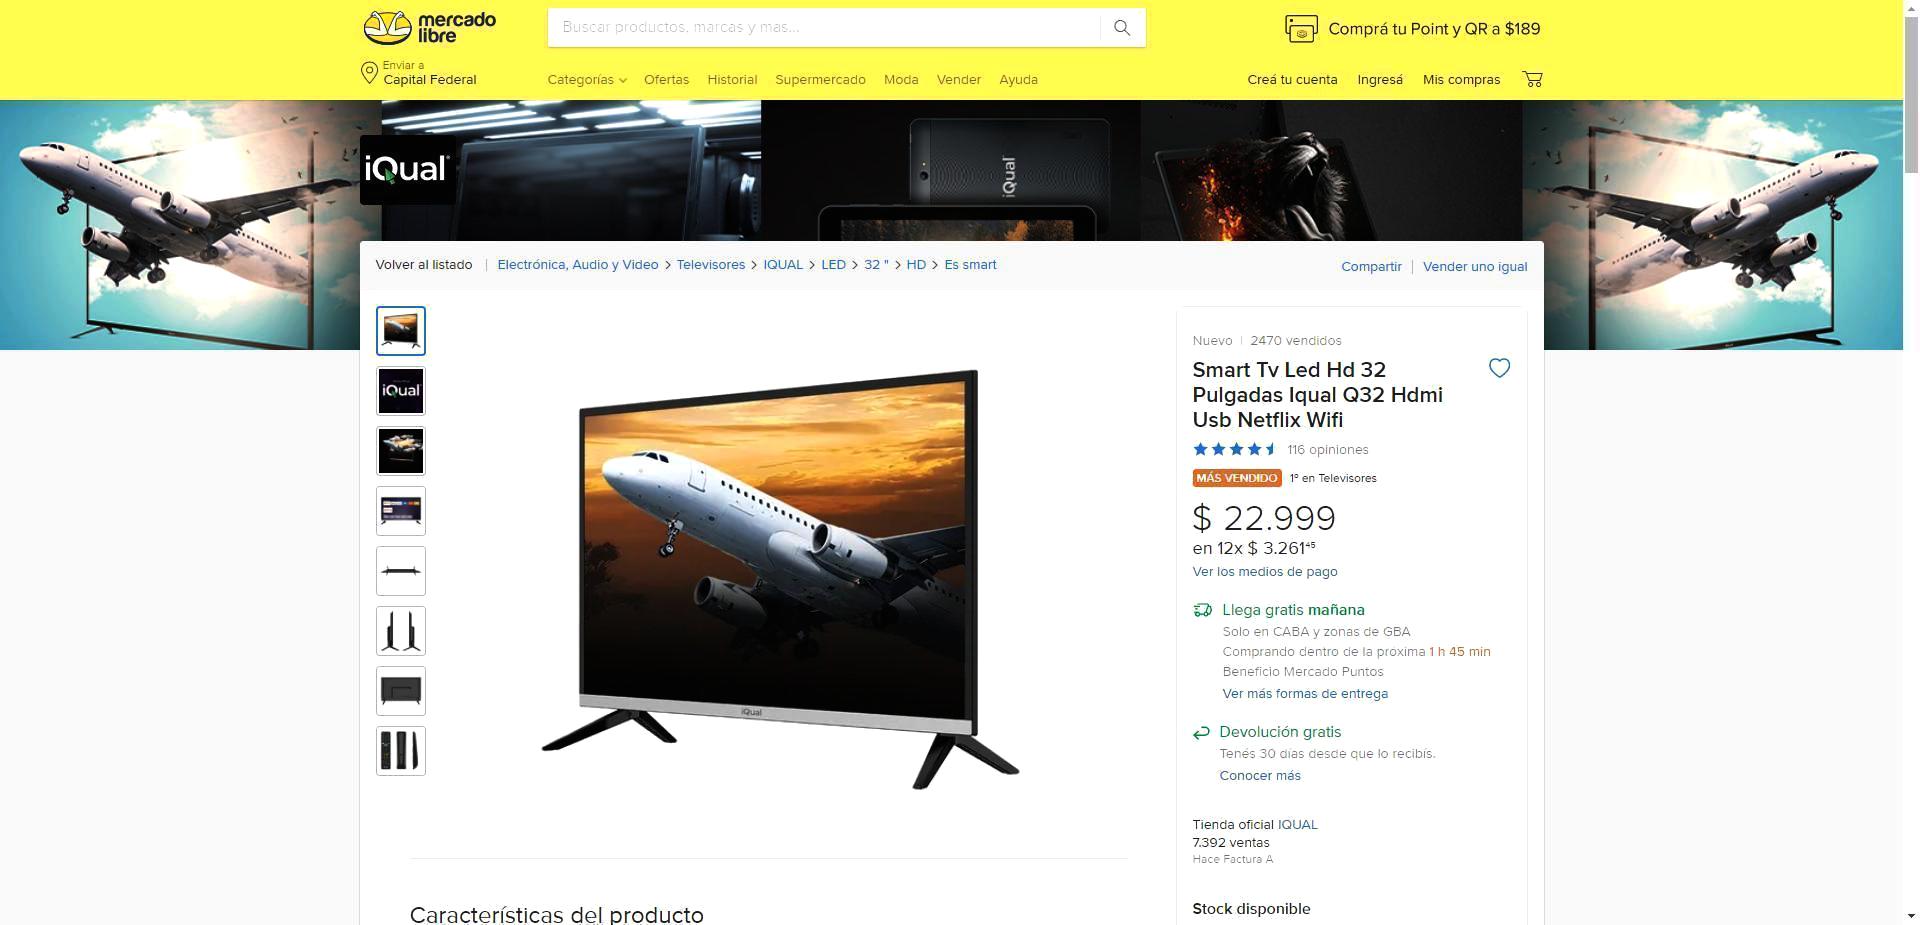 mercado
libre
Buscar productos, marcas y mas...
Comprá tu Point y QR a $189
Enviar a
Capital Federal
Categorías
Ofertas
Historial
Supermercado
Moda
Vender
Ayuda
Creá tu cuenta
Ingresá
Mis compras
iQual
iQual
Volver al listado
Electrónica, Audio y Video > Televisores > IQUAL > LED > 32 " > HD > Es smart
Compartir
Vender uno igual
iQual
iQual
Nuevo | 2470 vendidos
Smart Tv Led Hd 32
Pulgadas Iqual Q32 Hdmi
Usb Netflix Wifi
116 opiniones
MÁS VENDIDO 1º en Televisores
$ 22.999
en 12x $ 3.261⁴⁵
Ver los medios de pago
Llega gratis mañana
Solo en CABA y zonas de GBA
Comprando dentro de la próxima 1 h 45 min
Beneficio Mercado Puntos
Ver más formas de entrega
Devolución gratis
Tenés 30 días desde que lo recibís.
Conocer más
Tienda oficial IQUAL
7.392 ventas
Hace Factura A
Stock disponible
Características del producto